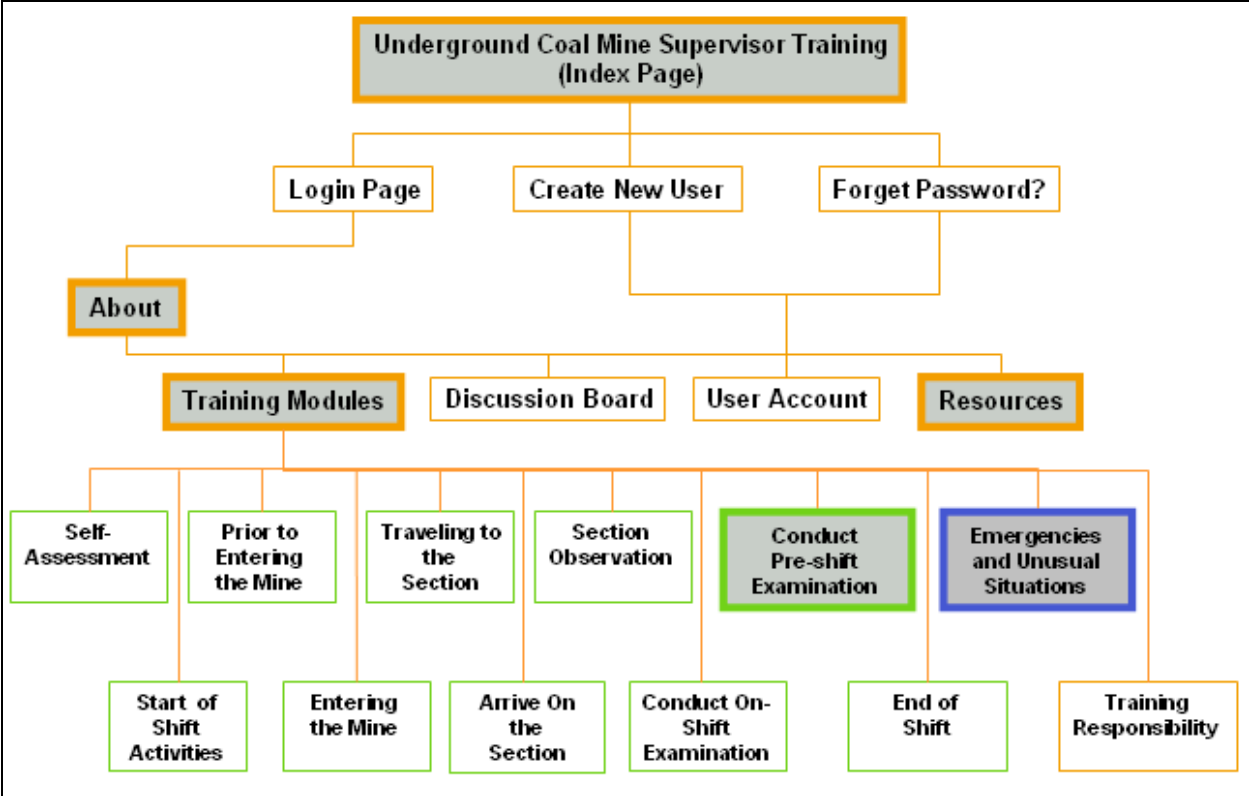 Underground Coal Mine Supervisor Training
(Index Page)
Login Page
Create New User
Forget Password?
About
Training Modules
Discussion Board
User Account
Resources
Self-
Assessment
Prior to
Entering
the Mine
Traveling to
the
Section
Section
Observation
Conduct
Pre-shift
Examination
Emergencies
and Unusual
Situations
Start of
Shift
Activities
Entering
the Mine
Arrive On
the
Section
Conduct On-
Shift
Examination
End of
Shift
Training
Responsibility